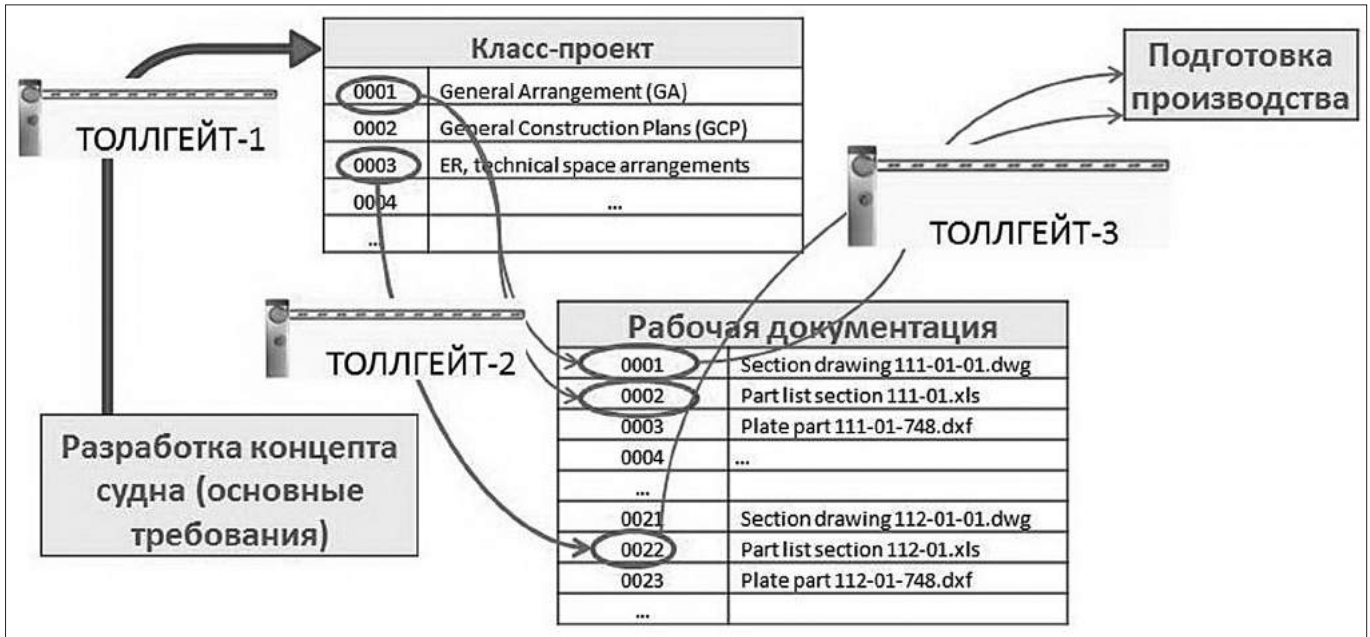 Класс-проект
0001 General Arrangement (GA)
0002 General Construction Plans (GCP)
0003 ER, technical space arrangements
0004 ...
...
ТОЛЛГЕЙТ-1
Подготовка
производства
ТОЛЛГЕЙТ-3
ТОЛЛГЕЙТ-2
Рабочая документация
0001 Section drawing 111-01-01.dwg
0002 Part list section 111-01.xls
0003 Plate part 111-01-748.dxf
0004 ...
...
0021 Section drawing 112-01-01.dwg
0022 Part list section 112-01.xls
0023 Plate part 112-01-748.dxf
...
Разработка концепта
судна (основные
требования)